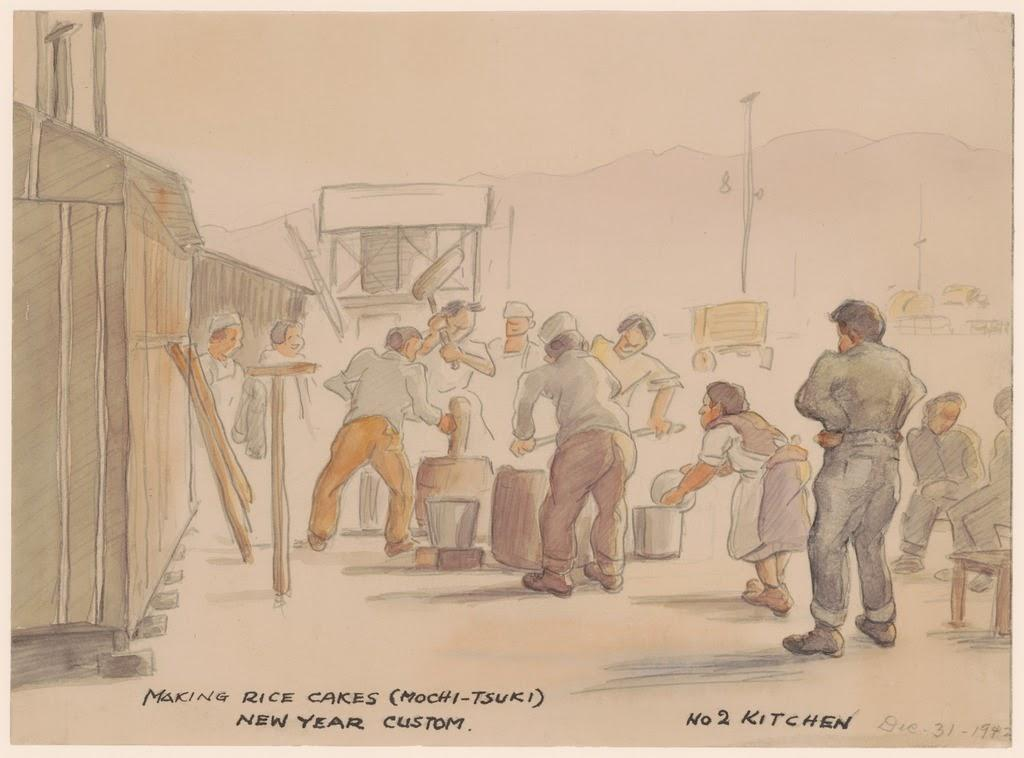 MAKING RICE CAKES (MOCHI-TSUKI)
NEW YEAR CUSTOM.
No 2 KITCHEN
Dec. 31 - 1942